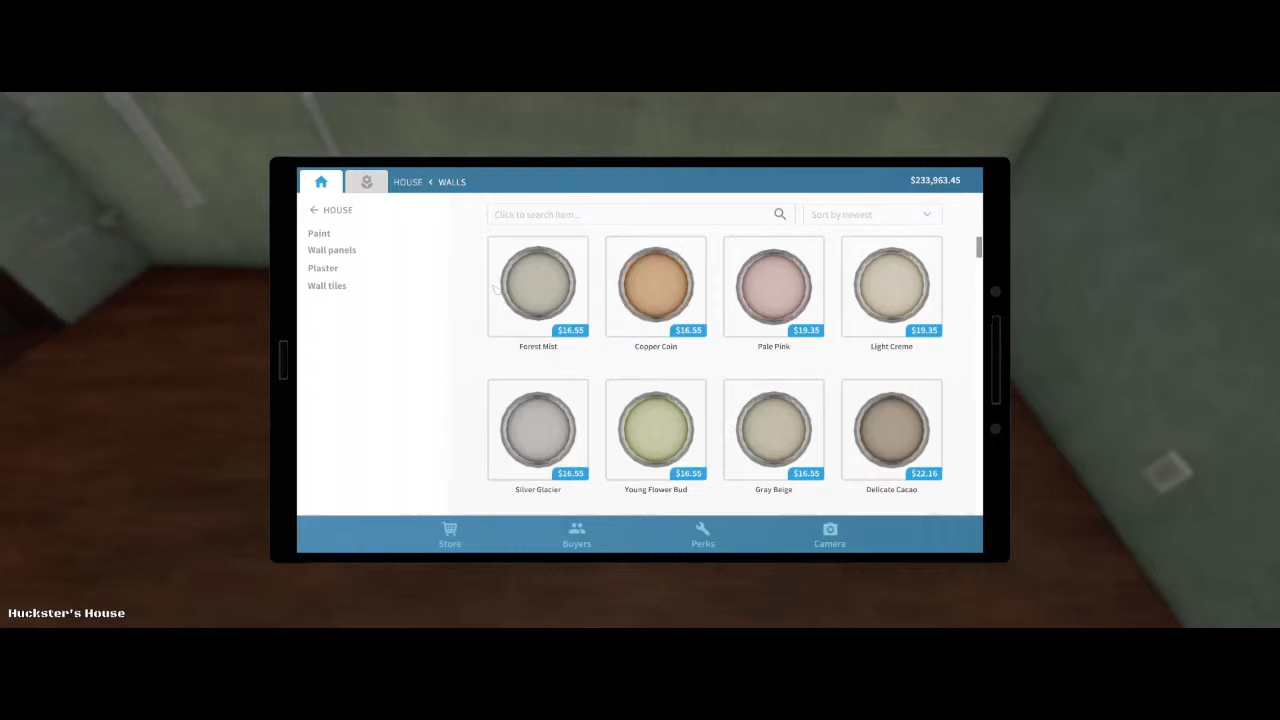 HOUSE < WALLS
$233,963.45
HOUSE
Click to search item...
Sort by newest
Paint
Wall panels
Plaster
Wall tiles
$16.55
$16.55
$19.35
$19.35
Forest Mist
Copper Coin
Pale Pink
Light Creme
$16.55
$16.55
$16.55
$22.16
Silver Glacier
Young Flower Bud
Gray Beige
Delicate Cacao
Store
Buyers
Perks
Camera
Huckster's House